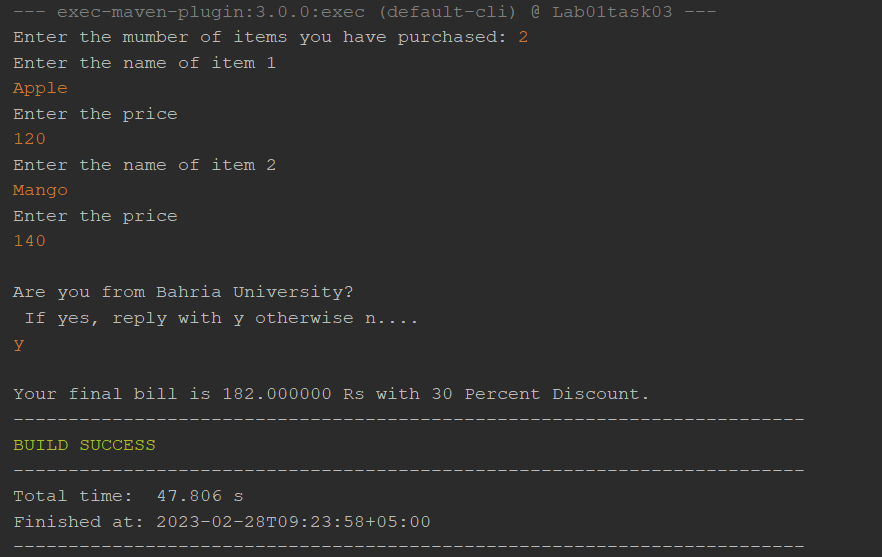 --- exec-maven-plugin:3.0.0:exec (default-cli) @ Lab01task03 ---
Enter the mumber of items you have purchased: 2
Enter the name of item 1
Apple
Enter the price
120
Enter the name of item 2
Mango
Enter the price
140
Are you from Bahria University?
 If yes, reply with y otherwise n....
y
Your final bill is 182.000000 Rs with 30 Percent Discount.
------------------------------------------------------------------------
BUILD SUCCESS
------------------------------------------------------------------------
Total time:  47.806 s
Finished at: 2023-02-28T09:23:58+05:00
------------------------------------------------------------------------